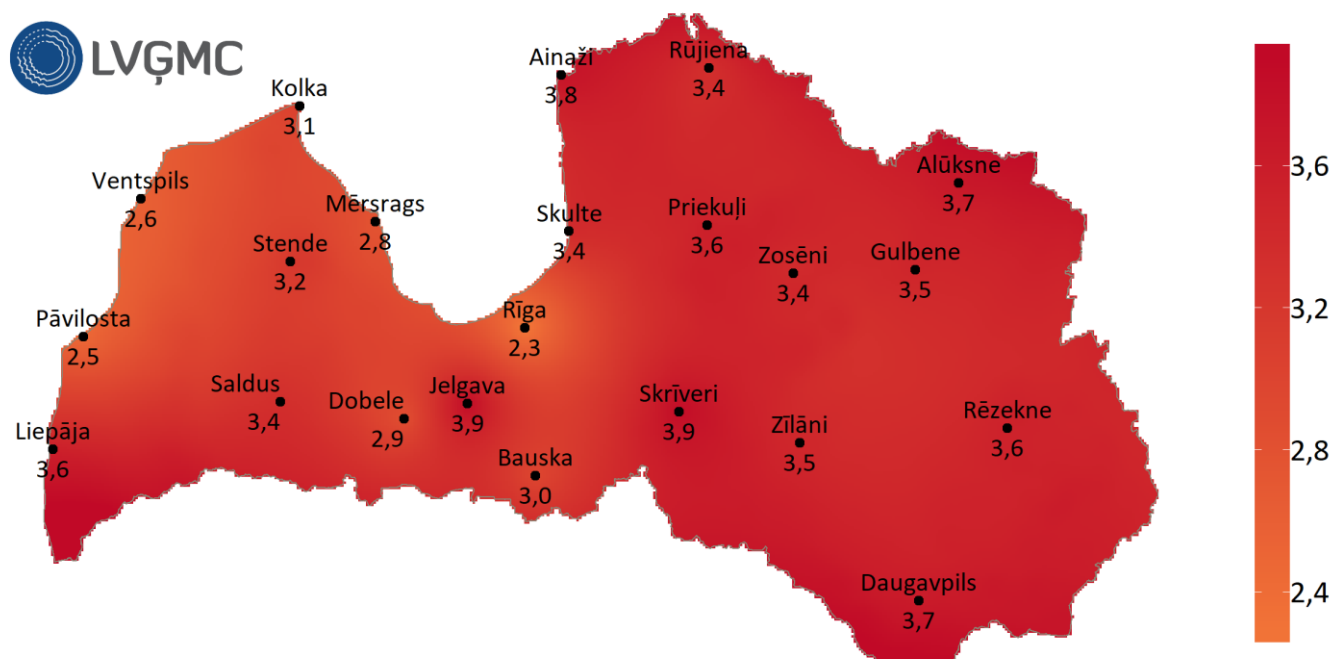 LVĢMC
Ainaži
3,8
Rūjiena
3,4
Kolka
3,1
Alūksne
3,7
Ventspils
2,6
Mērsrags
2,8
Skulte
3,4
Priekuļi
3,6
Stende
3,2
Zosēni
3,4
Gulbene
3,5
Rīga
2,3
Pāvilosta
2,5
Saldus
3,4
Dobele
2,9
Jelgava
3,9
Skrīveri
3,9
Zīlāni
3,5
Rēzekne
3,6
Liepāja
3,6
Bauska
3,0
Daugavpils
3,7
3,6
3,2
2,8
2,4